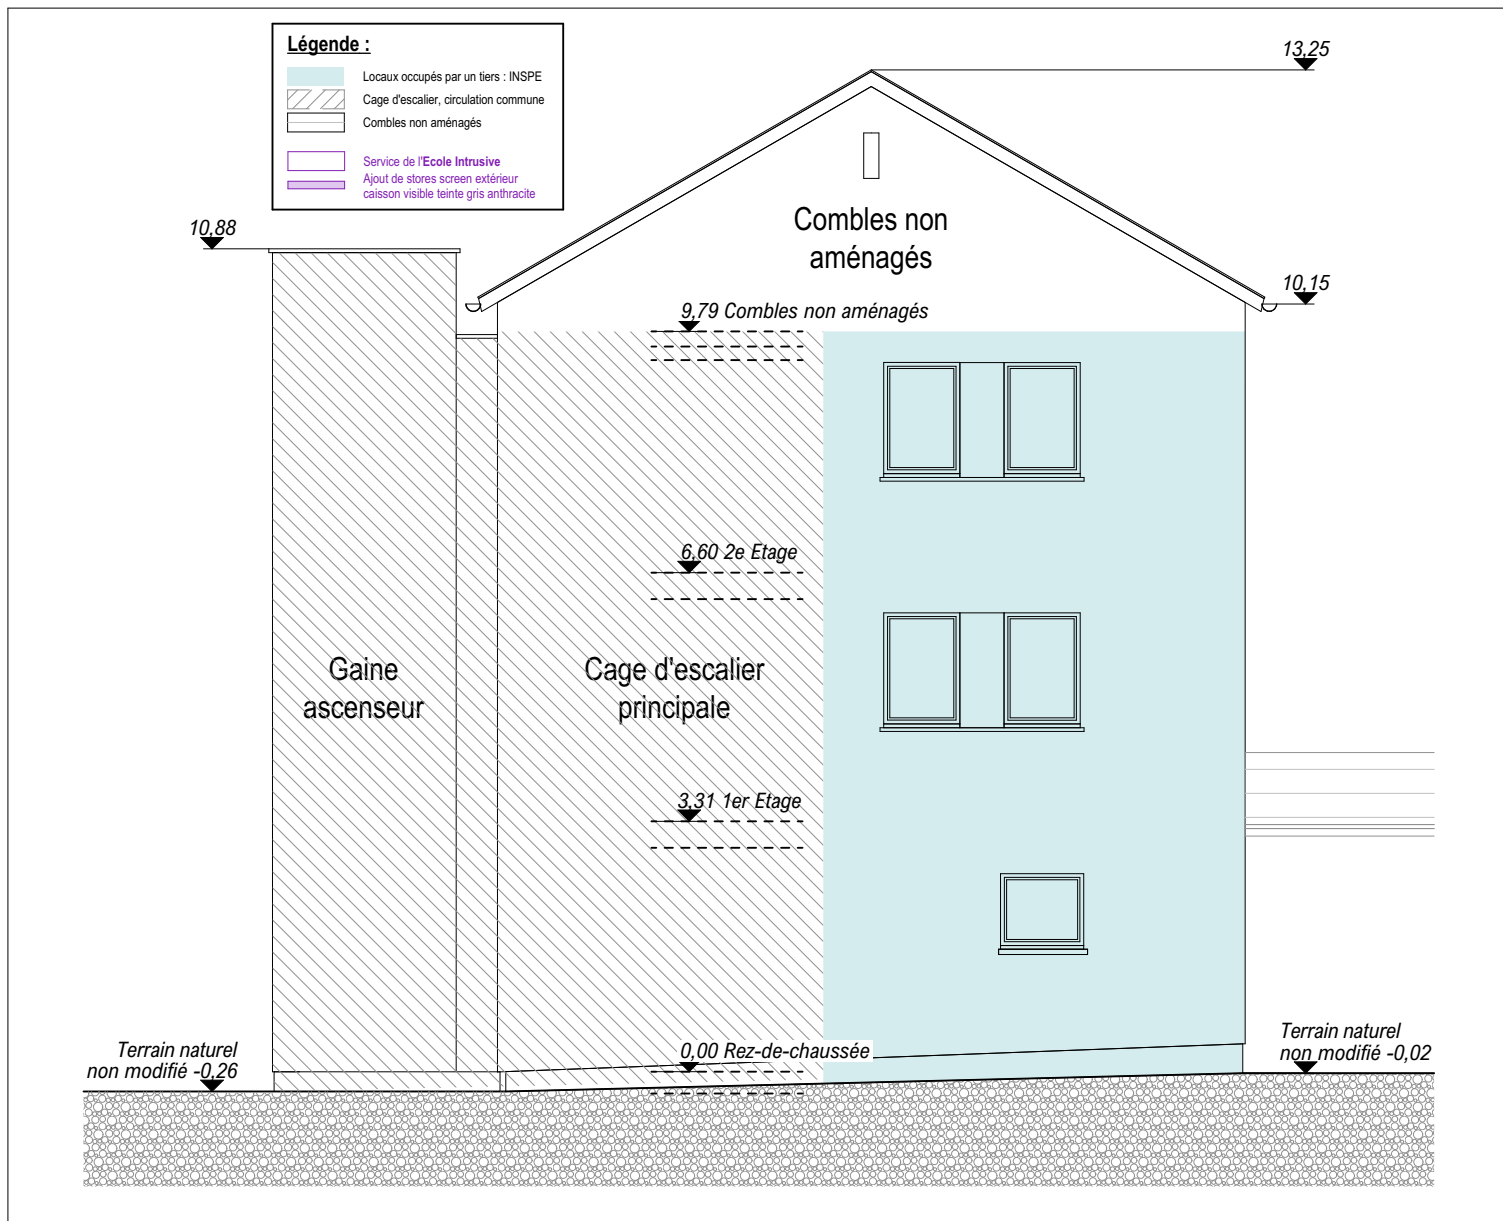 Légende :
Locaux occupés par un tiers : INSPE
Cage d'escalier, circulation commune
Combles non aménagés
Service de l'Ecole Intrusive
Ajout de stores screen extérieur
caisson visible teinte gris anthracite
13,25
10,88
Combles non
aménagés
10,15
9,79 Combles non aménagés
6,60 2e Etage
Gaine
ascenseur
Cage d'escalier
principale
3,31 1er Etage
0,00 Rez-de-chaussée
Terrain naturel
non modifié -0,26
Terrain naturel
non modifié -0,02